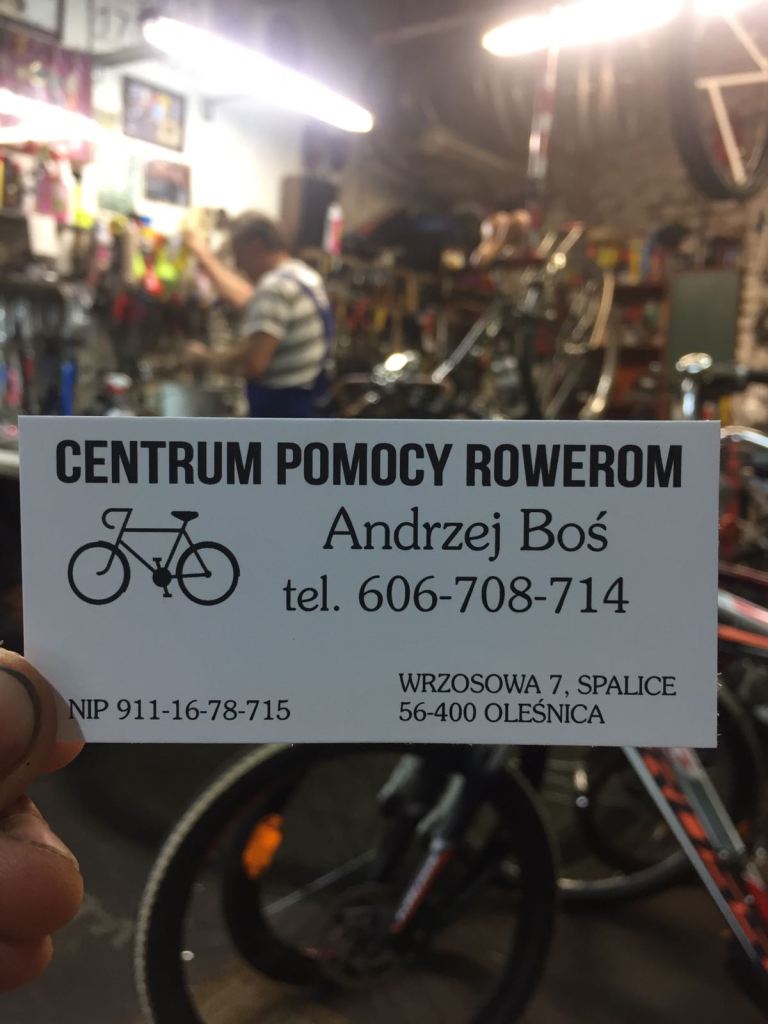 CENTRUM POMOCY ROWEROM
Andrzej Boś
tel. 606-708-714
NIP 911-16-78-715
WRZOSOWA 7, SPALICE
56-400 OLEŚNICA